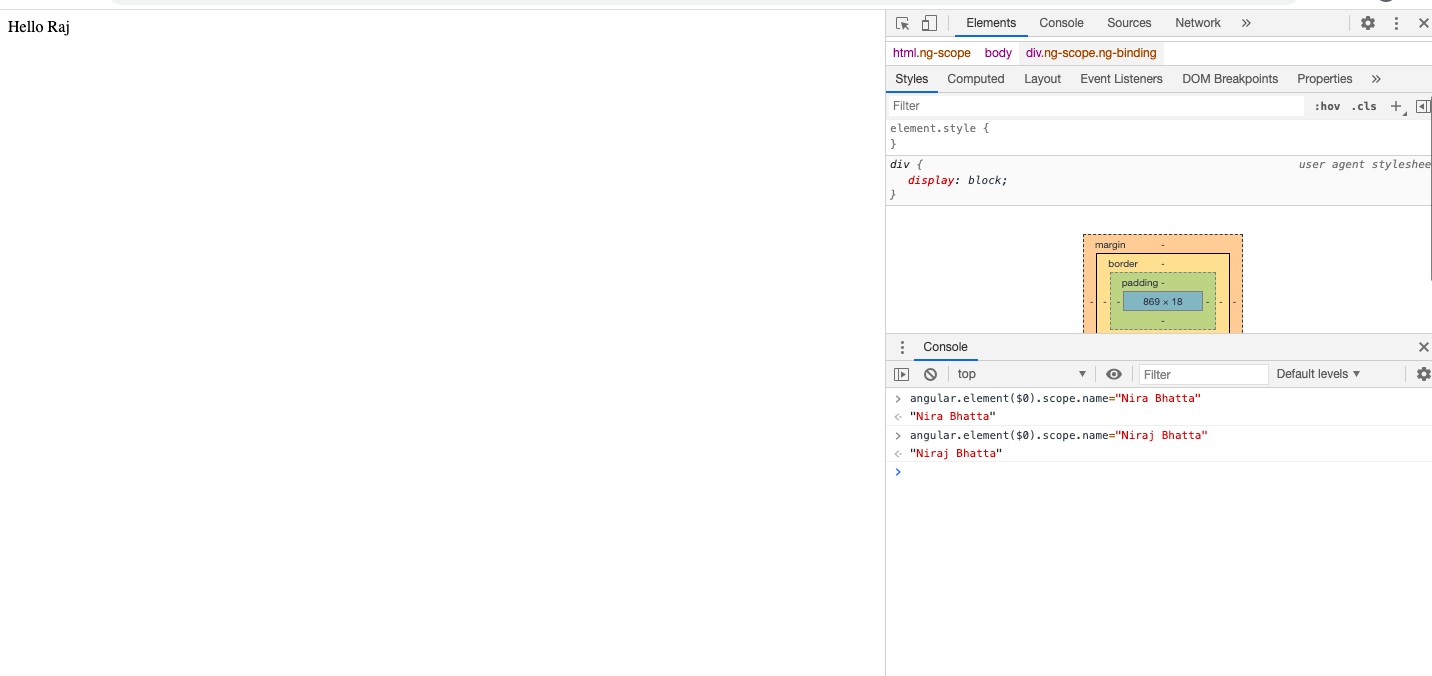 Hello Raj
Elements Console Sources Network »
html.ng-scope body div.ng-scope.ng-binding
Styles Computed Layout Event Listeners DOM Breakpoints Properties »
Filter :hov .cls +
element.style {
}
div { user agent styleshee
display: block;
}
margin -
border -
padding -
- - - 869 × 18 - - -
-
Console
top Filter Default levels
> angular.element($0).scope.name="Nira Bhatta"
"Nira Bhatta"
> angular.element($0).scope.name="Niraj Bhatta"
"Niraj Bhatta"
>